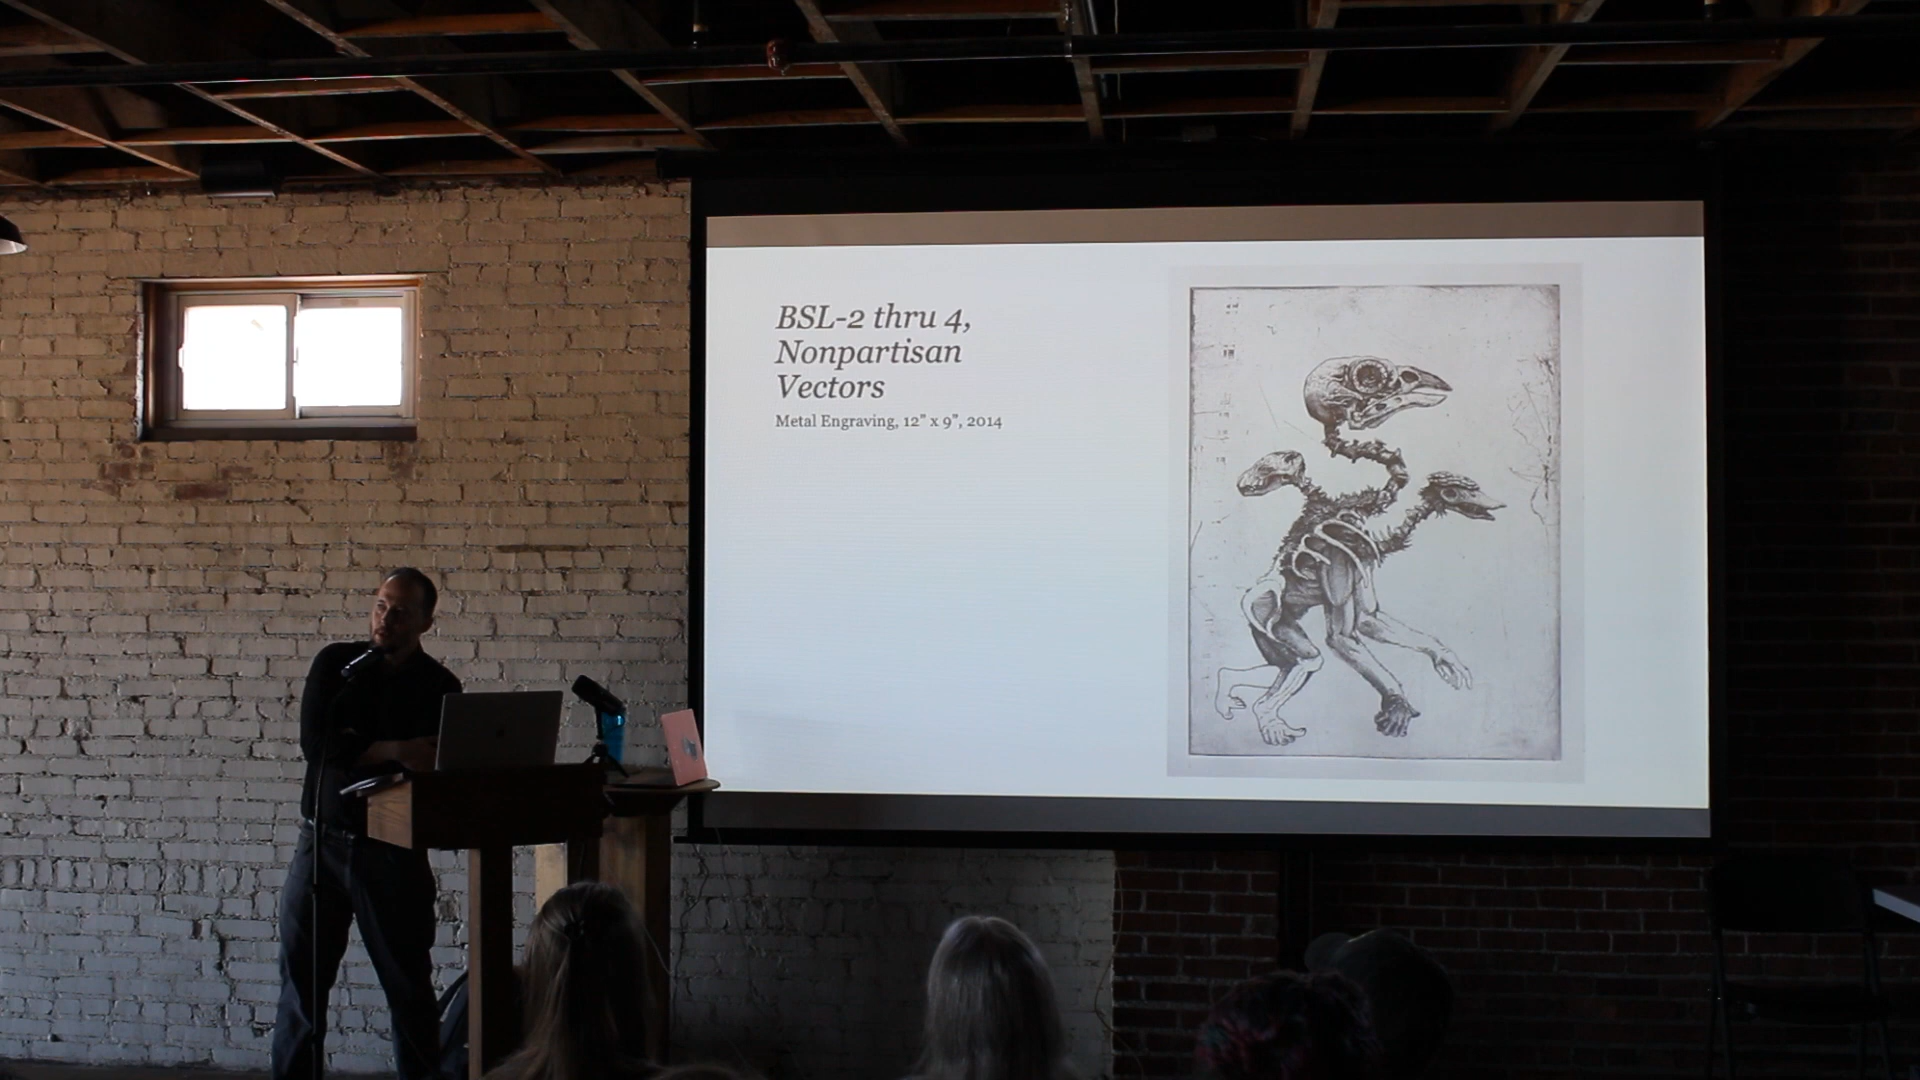 BSL-2 thru 4,
Nonpartisan
Vectors
Metal Engraving, 12" x 9", 2014